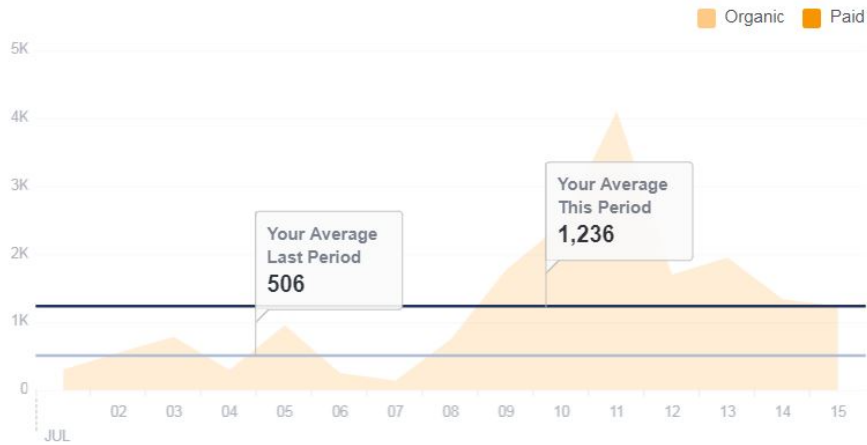 Organic Paid
5K
4K
3K
2K
1K
0
Your Average
Last Period
506
Your Average
This Period
1,236
02 03 04 05 06 07 08 09 10 11 12 13 14 15
JUL